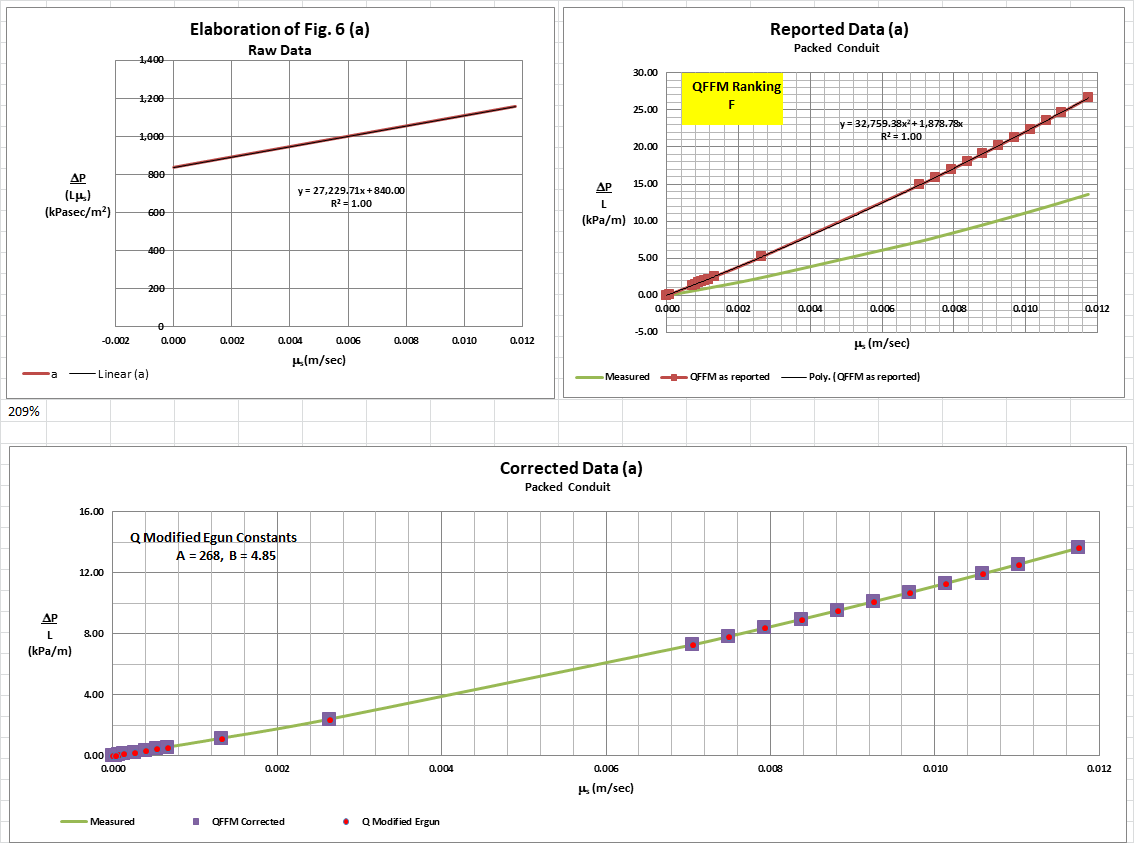 Elaboration of Fig. 6 (a)
Raw Data
1,400
1,200
1,000
800
600
400
200
0
ΔP
(Lμs)
(kPasec/m²)
y = 27,229.71x + 840.00
R² = 1.00
-0.002 0.000 0.002 0.004 0.006 0.008 0.010 0.012
μs(m/sec)
a Linear (a)
Reported Data (a)
Packed Conduit
30.00
25.00
20.00
15.00
10.00
5.00
0.00
-5.00
QFFM Ranking
F
y = 32,759.38x² + 1,878.78x
R² = 1.00
ΔP
L
(kPa/m)
0.000 0.002 0.004 0.006 0.008 0.010 0.012
μs (m/sec)
Measured QFFM as reported Poly. (QFFM as reported)
209%
Corrected Data (a)
Packed Conduit
16.00
12.00
8.00
4.00
0.00
Q Modified Egun Constants
A = 268, B = 4.85
ΔP
L
(kPa/m)
0.000 0.002 0.004 0.006 0.008 0.010 0.012
μs (m/sec)
Measured QFFM Corrected Q Modified Ergun